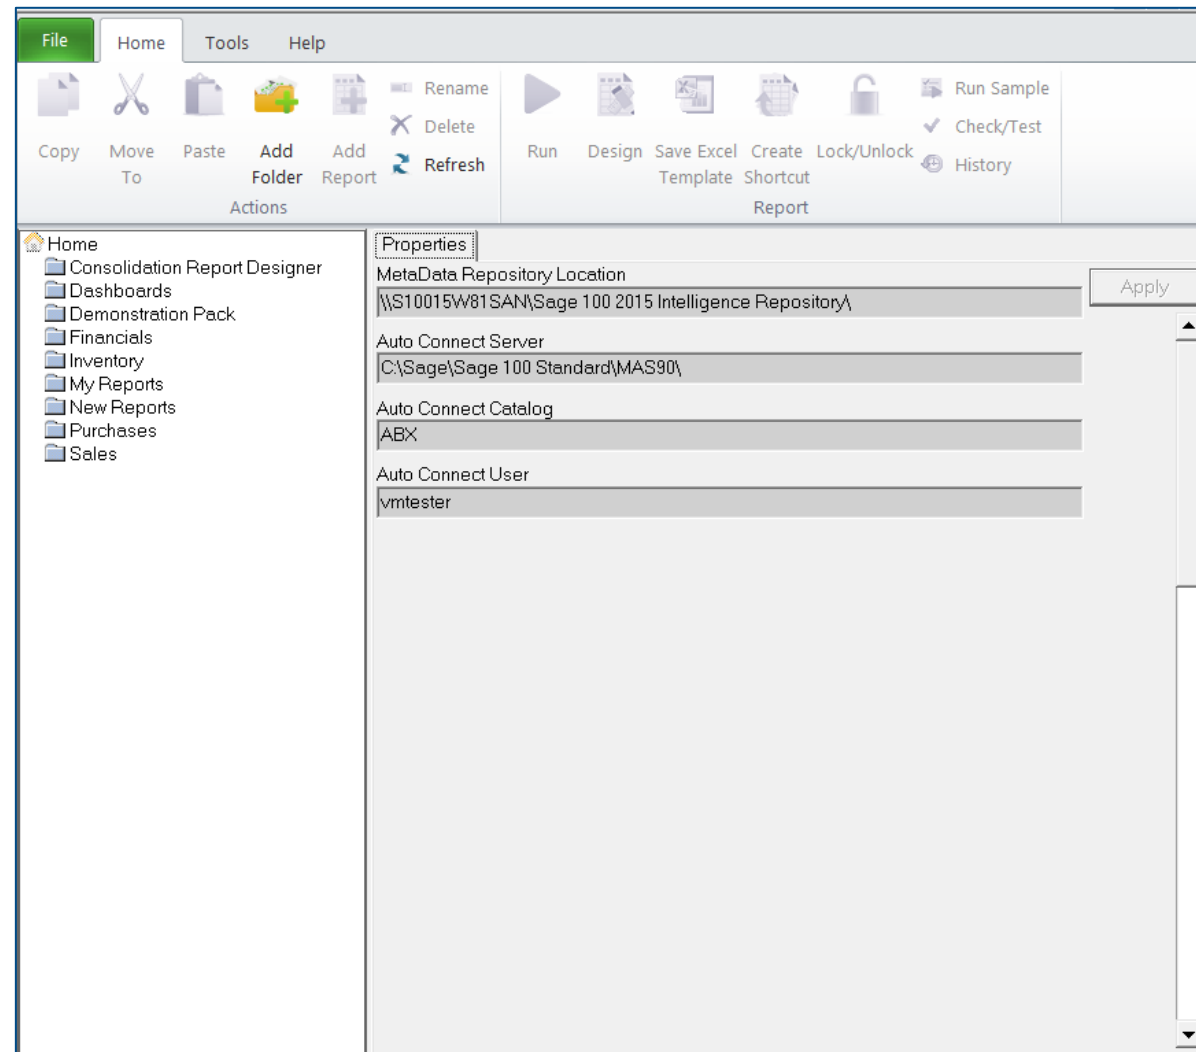 File Home Tools Help
Copy
Move
To
Paste
Add
Folder
Add
Report
Rename
Delete
Refresh
Actions
Run
Design
Save Excel
Template
Create
Shortcut
Lock/Unlock
Run Sample
Check/Test
History
Report
Home
Consolidation Report Designer
Dashboards
Demonstration Pack
Financials
Inventory
My Reports
New Reports
Purchases
Sales
Properties
MetaData Repository Location
\\S10015W81SAN\Sage 100 2015 Intelligence Repository\
Apply
Auto Connect Server
C:\Sage\Sage 100 Standard\MAS90\
Auto Connect Catalog
ABX
Auto Connect User
vmtester